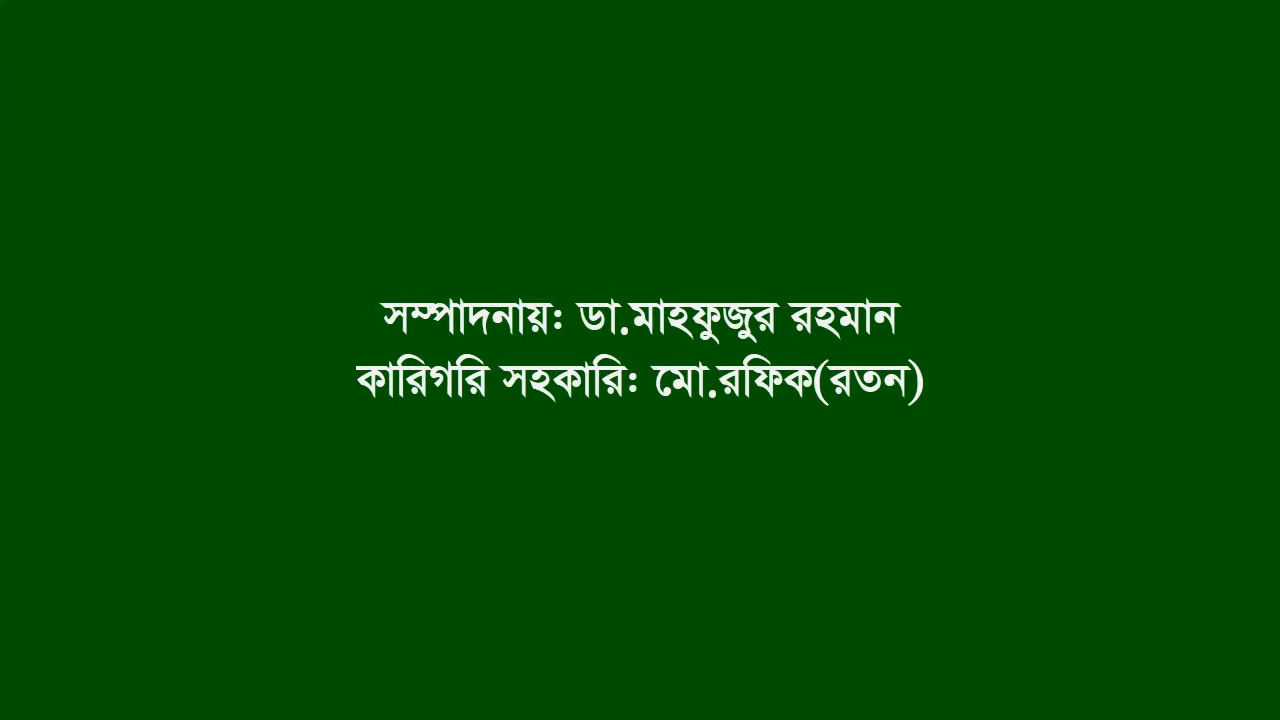 সম্পাদনায়: ডা.মাহফুজুর রহমান
কারিগরি সহকারি: মো.রফিক(রতন)